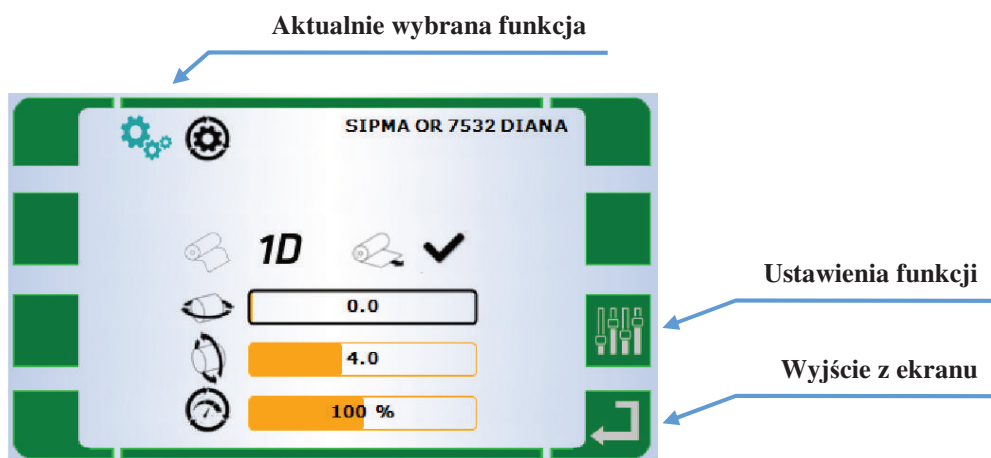 Aktualnie wybrana funkcja
SIPMA OR 7532 DIANA
1D
0.0
Ustawienia funkcji
4.0
Wyjście z ekranu
100 %